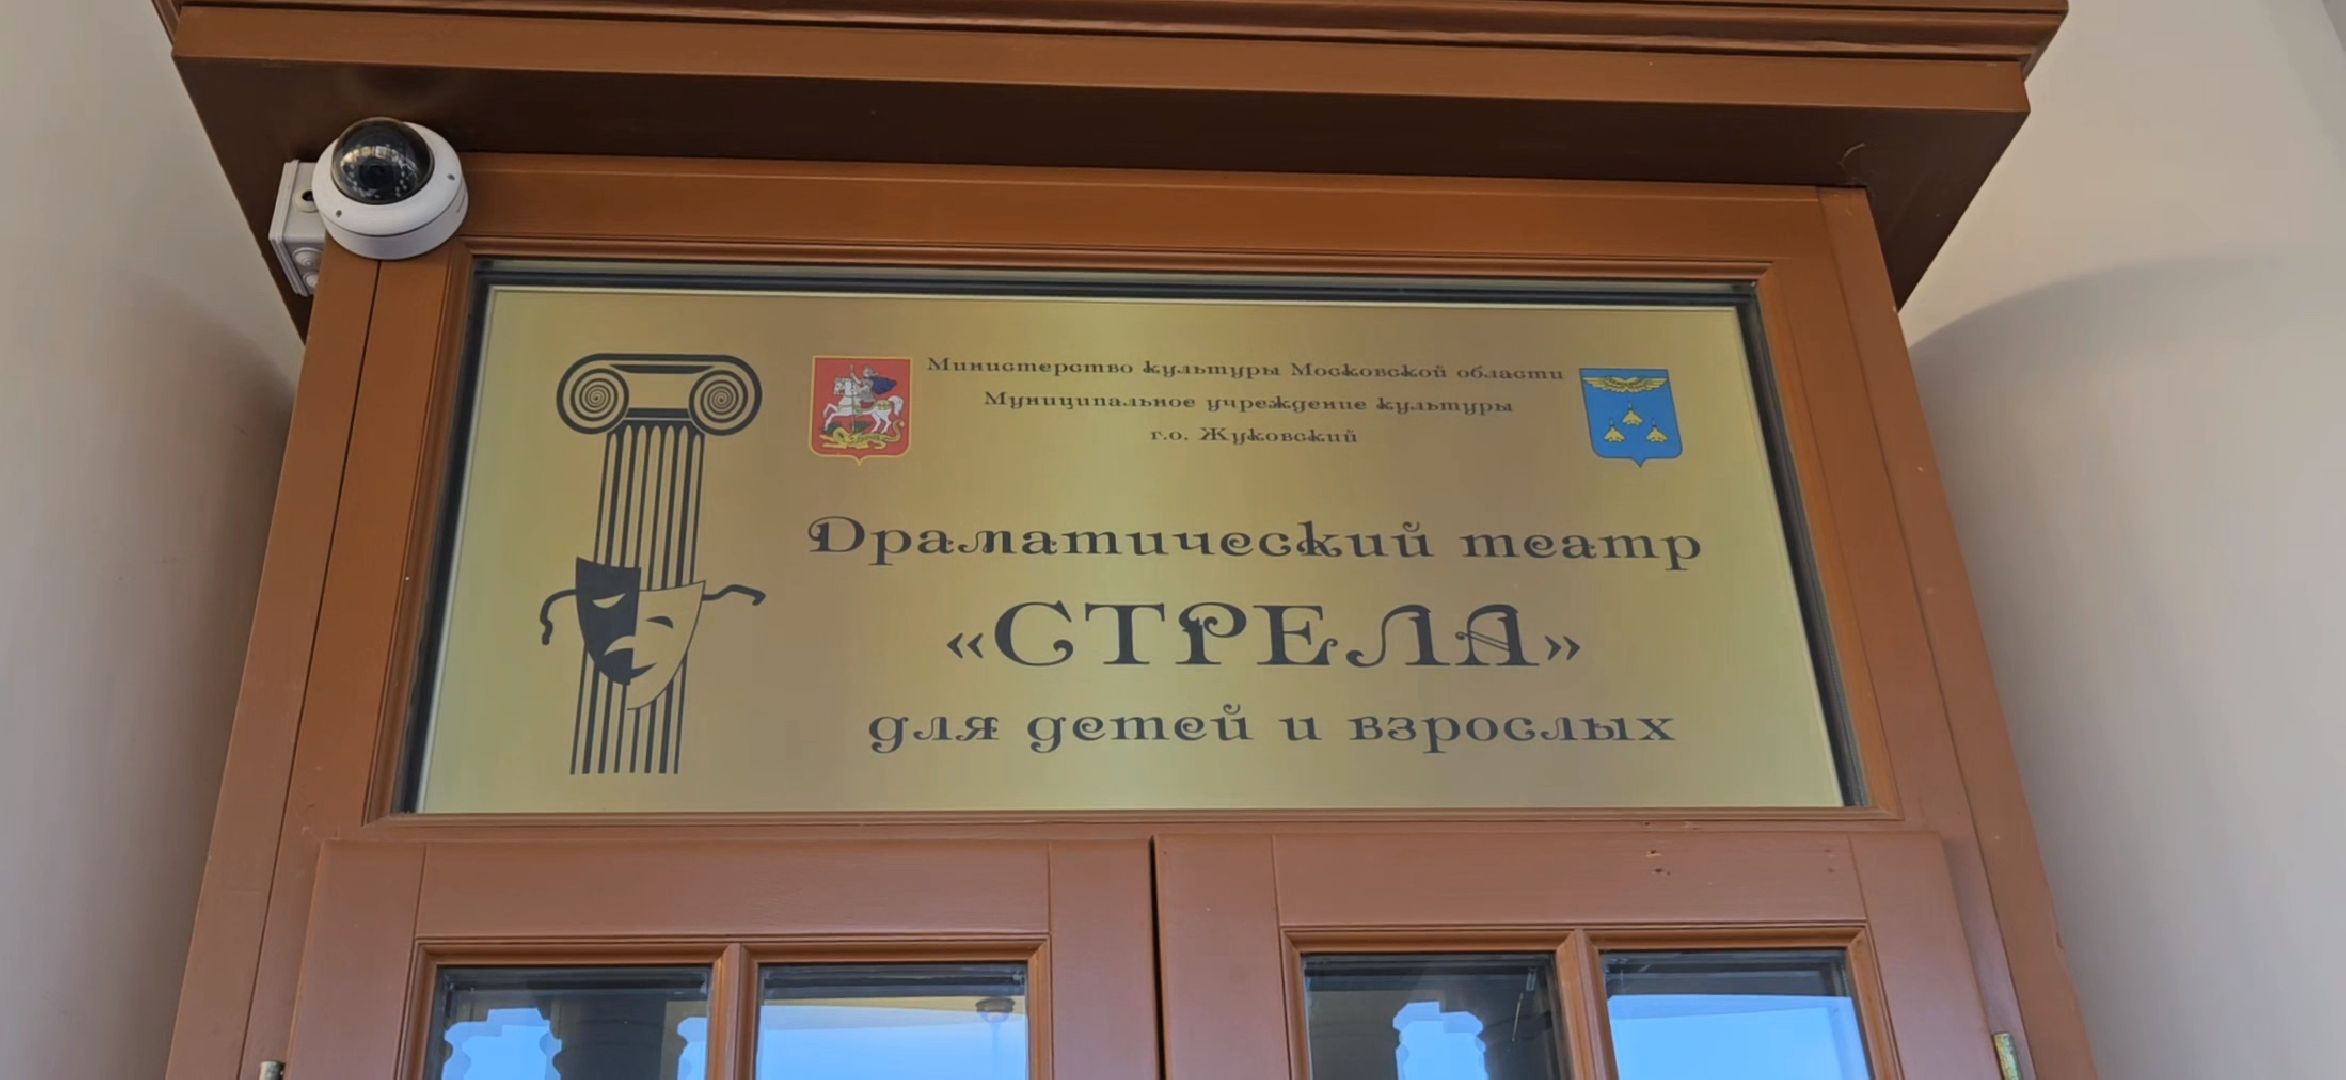 Министерство культуры Московской области
Муниципальное учреждение культуры
г.о. Жуковский
Драматический театр
«СТРЕЛА»
для детей и взрослых